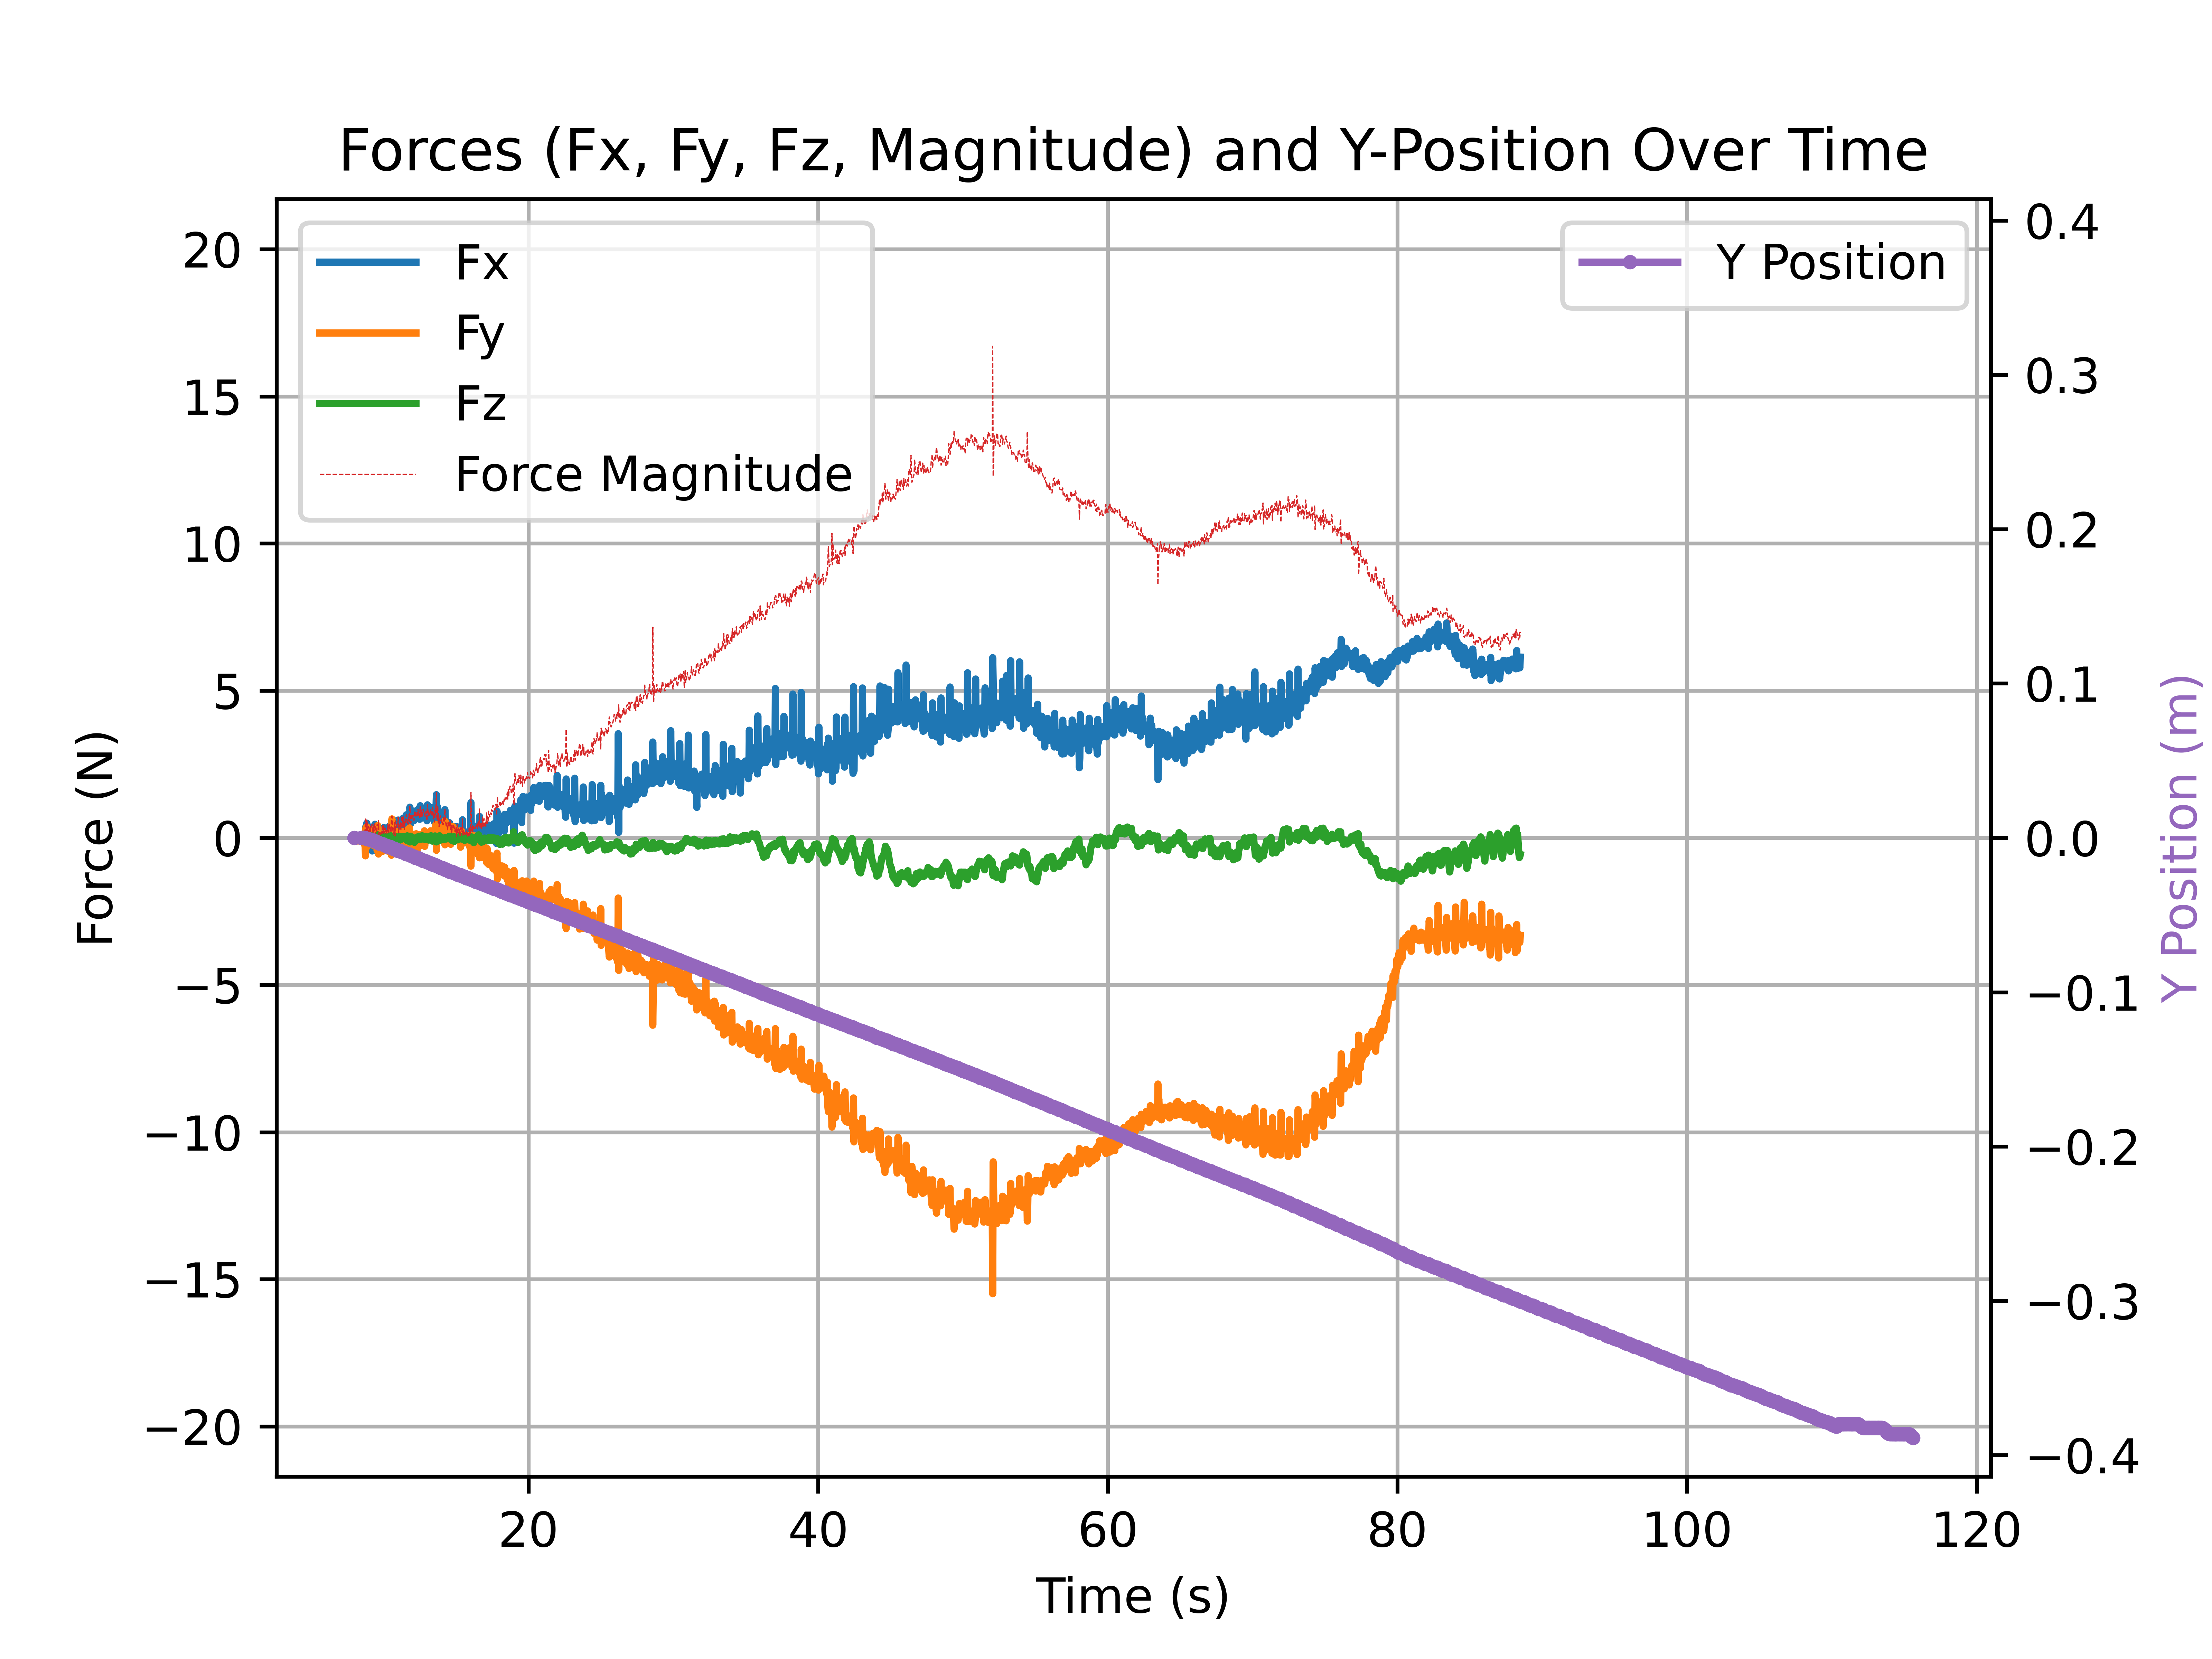 Forces (Fx, Fy, Fz, Magnitude) and Y-Position Over Time
Fx
Fy
Fz
Force Magnitude
Y Position
20
15
10
5
0
−5
−10
−15
−20
Force (N)
0.4
0.3
0.2
0.1
0.0
−0.1
−0.2
−0.3
−0.4
Y Position (m)
20
40
60
80
100
120
Time (s)